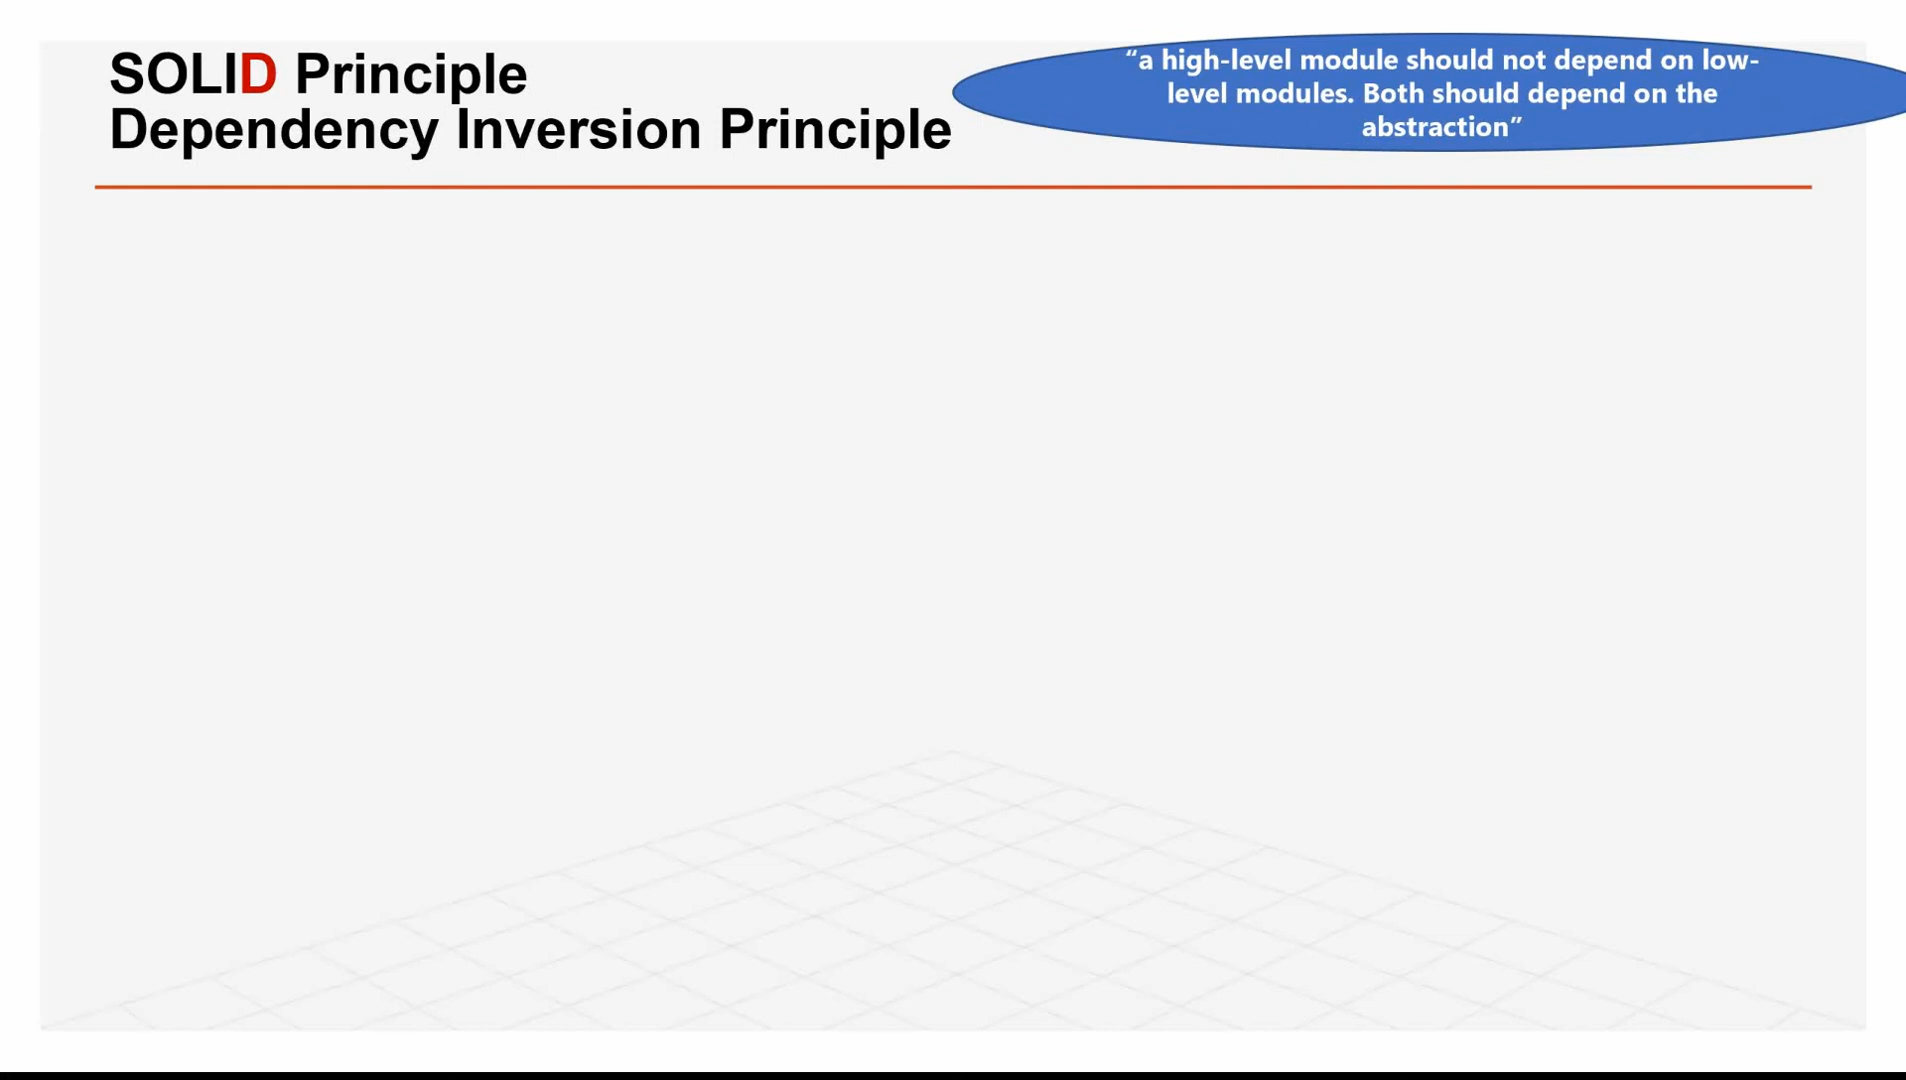 SOLID Principle
Dependency Inversion Principle
“a high-level module should not depend on low-
level modules. Both should depend on the
abstraction”